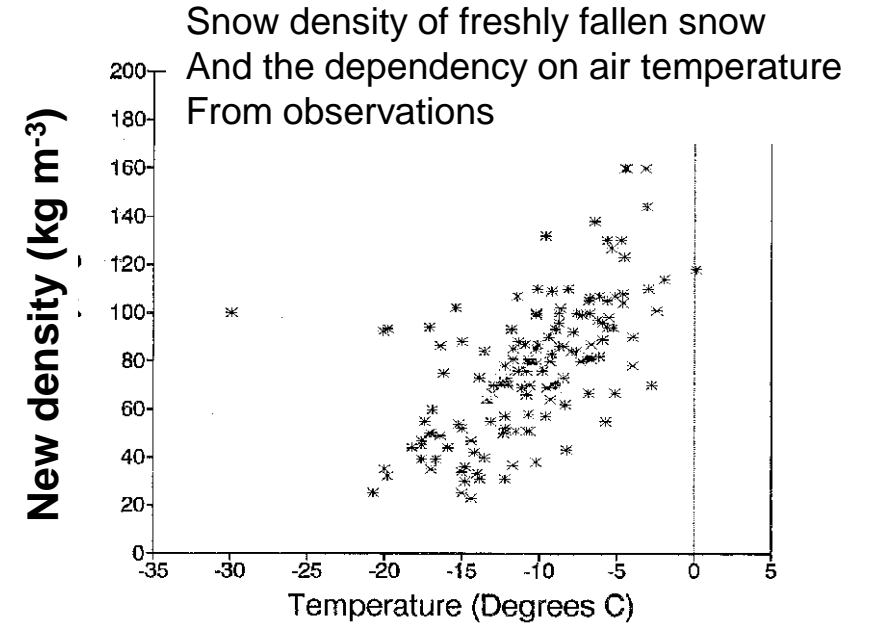 Snow density of freshly fallen snow
And the dependency on air temperature
From observations
New density (kg m-3)
200
180
160
140
120
100
80
60
40
20
0
-35 -30 -25 -20 -15 -10 -5 0 5
Temperature (Degrees C)